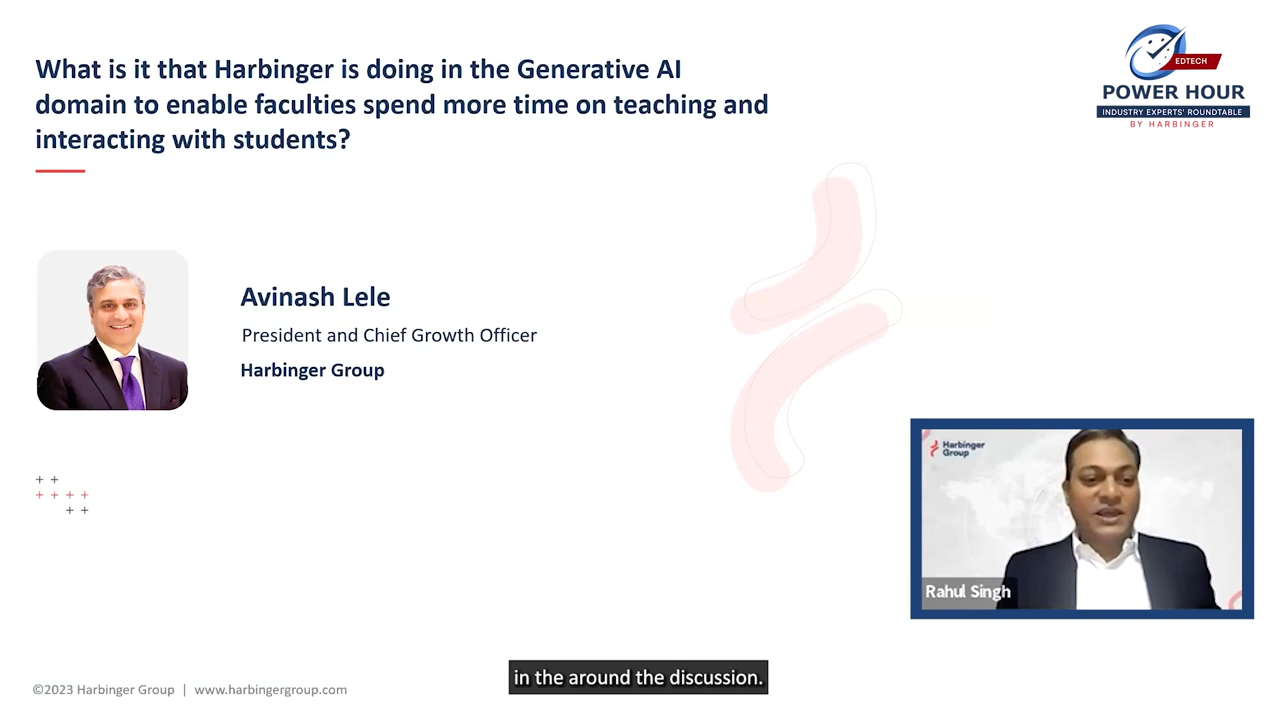 What is it that Harbinger is doing in the Generative AI
domain to enable faculties spend more time on teaching and
interacting with students?
EDTECH
POWER HOUR
INDUSTRY EXPERTS' ROUNDTABLE
BY HARBINGER
Avinash Lele
President and Chief Growth Officer
Harbinger Group
Harbinger
Group
Rahul Singh
in the around the discussion.
©2023 Harbinger Group | www.harbingergroup.com